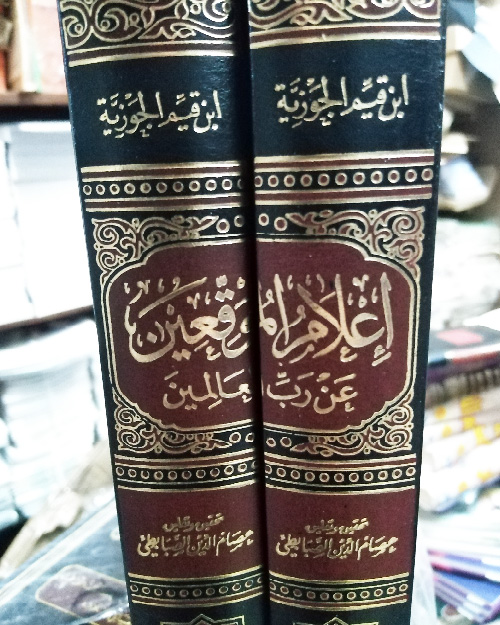 ابن قيم الجوزية
ابن قيم الجوزية
إعلام الموقعين
عن رب العالمين
تحقيق وتعليق
عصام الدين الصبابطي
تحقيق وتعليق
عصام الدين الصبابطي